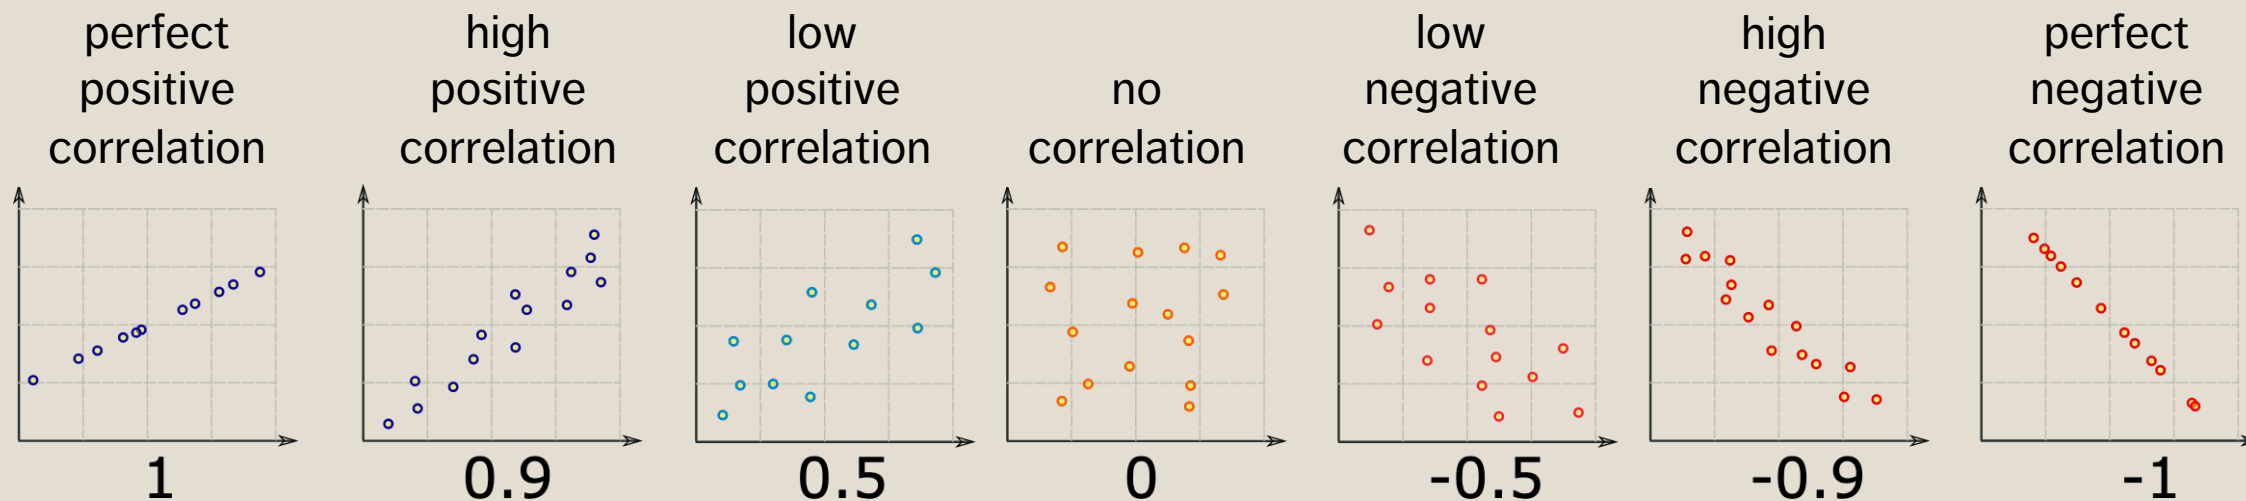 perfect
positive
correlation
high
positive
correlation
low
positive
correlation
no
correlation
low
negative
correlation
high
negative
correlation
perfect
negative
correlation
1
0.9
0.5
0
-0.5
-0.9
-1